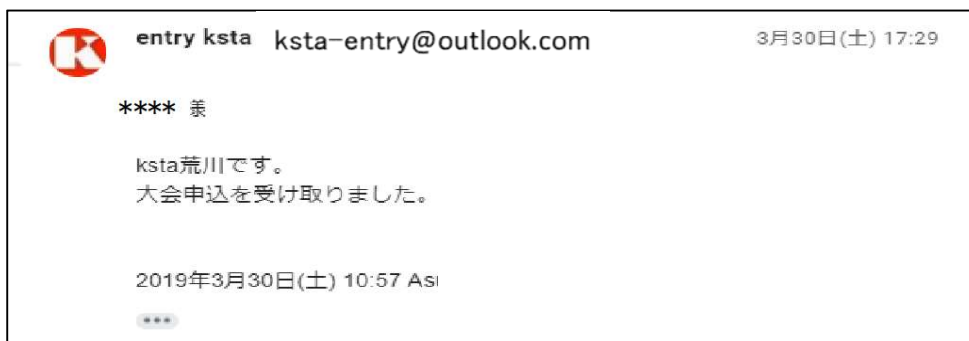 entry ksta ksta-entry@outlook.com 3月30日(土) 17:29
**** 様
ksta荒川です。
大会申込を受け取りました。
2019年3月30日(土) 10:57 Asu